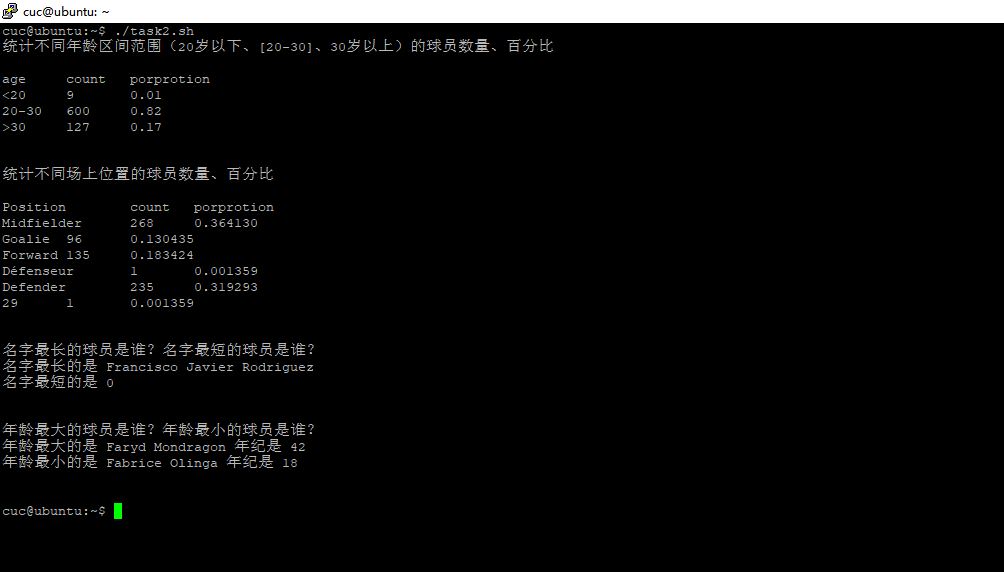 cuc@ubuntu: ~
cuc@ubuntu:~$ ./task2.sh
统计不同年龄区间范围（20岁以下、[20-30]、30岁以上）的球员数量、百分比
age count porprotion
<20 9 0.01
20-30 600 0.82
>30 127 0.17
统计不同场上位置的球员数量、百分比
Position count porprotion
Midfielder 268 0.364130
Goalie 96 0.130435
Forward 135 0.183424
Défenseur 1 0.001359
Defender 235 0.319293
29 1 0.001359
名字最长的球员是谁？名字最短的球员是谁？
名字最长的是 Francisco Javier Rodriguez
名字最短的是 0
年龄最大的球员是谁？年龄最小的球员是谁？
年龄最大的是 Faryd Mondragon 年纪是 42
年龄最小的是 Fabrice Olinga 年纪是 18
cuc@ubuntu:~$